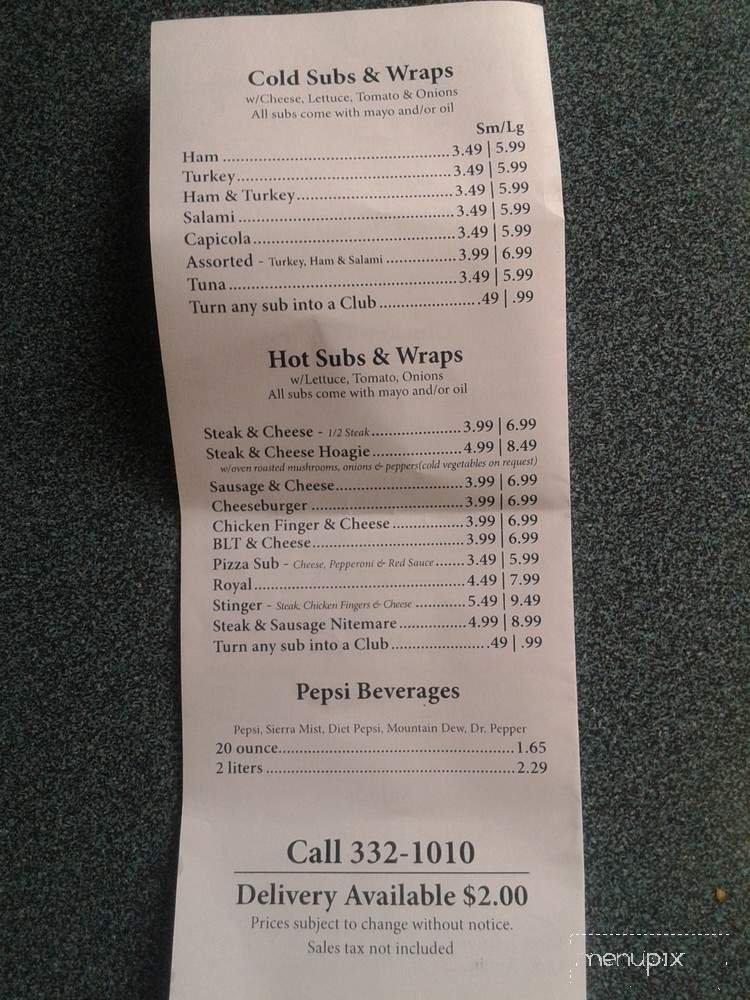 Cold Subs & Wraps
w/Cheese, Lettuce, Tomato & Onions
All subs come with mayo and/or oil
Sm/Lg
Ham ..........................................3.49 | 5.99
Turkey........................................3.49 | 5.99
Ham & Turkey.............................3.49 | 5.99
Salami ........................................3.49 | 5.99
Capicola.....................................3.49 | 5.99
Assorted - Turkey, Ham & Salami .............3.99 | 6.99
Tuna..........................................3.49 | 5.99
Turn any sub into a Club.................49 | .99
Hot Subs & Wraps
w/Lettuce, Tomato, Onions
All subs come with mayo and/or oil
Steak & Cheese - 1/2 Steak................3.99 | 6.99
Steak & Cheese Hoagie................4.99 | 8.49
w/oven roasted mushrooms, onions & peppers(cold vegetables on request)
Sausage & Cheese.......................3.99 | 6.99
Cheeseburger ............................3.99 | 6.99
Chicken Finger & Cheese .............3.99 | 6.99
BLT & Cheese............................3.99 | 6.99
Pizza Sub - Cheese, Pepperoni & Red Sauce......3.49 | 5.99
Royal.......................................4.49 | 7.99
Stinger - Steak, Chicken Fingers & Cheese .........5.49 | 9.49
Steak & Sausage Nitemare............4.99 | 8.99
Turn any sub into a Club.................49 | .99
Pepsi Beverages
Pepsi, Sierra Mist, Diet Pepsi, Mountain Dew, Dr. Pepper
20 ounce..........................................1.65
2 liters .............................................2.29
Call 332-1010
Delivery Available $2.00
Prices subject to change without notice.
Sales tax not included
menupix